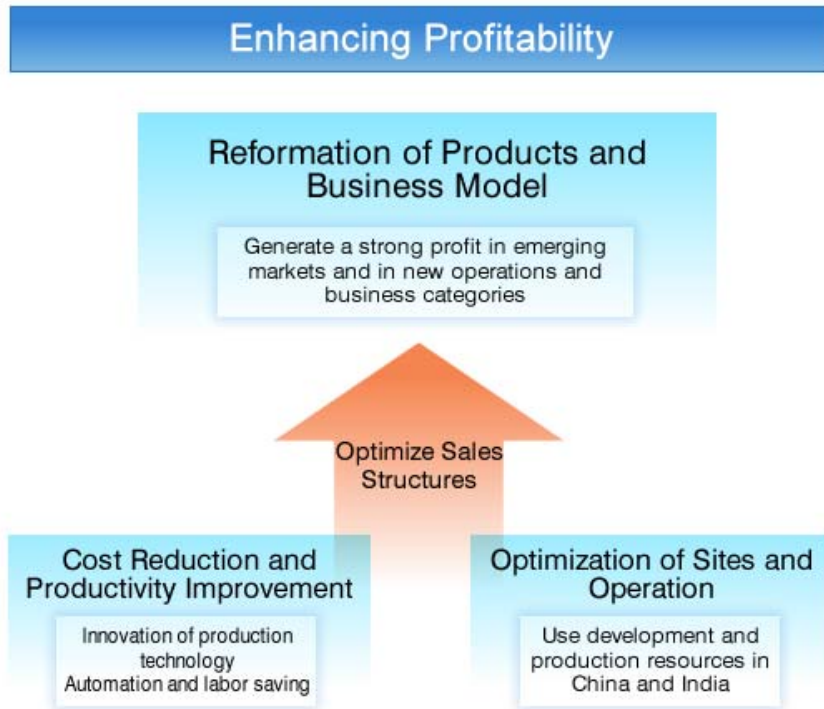 Enhancing Profitability
Reformation of Products and
Business Model
Generate a strong profit in emerging
markets and in new operations and
business categories
Optimize Sales
Structures
Cost Reduction and
Productivity Improvement
Innovation of production
technology
Automation and labor saving
Optimization of Sites and
Operation
Use development and
production resources in
China and India